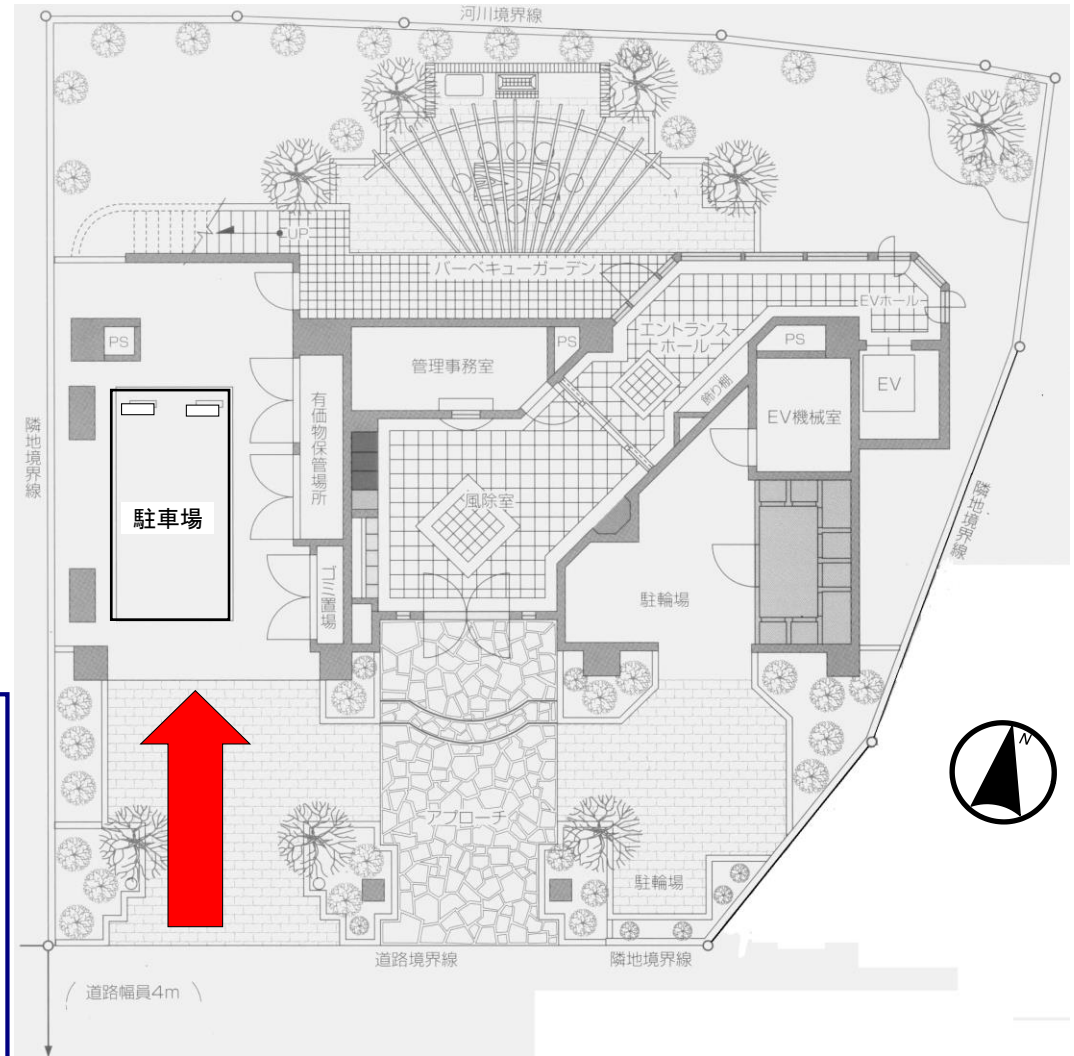 河川境界線
UP
バーベキューガーデン
EVホール
エントランス
ホール
PS
PS
PS
管理事務室
飾り棚
EV
EV機械室
隣地境界線
有価物保管場所
駐車場
風除室
隣地境界線
ゴミ置場
駐輪場
N
アプローチ
駐輪場
道路境界線
隣地境界線
道路幅員4m